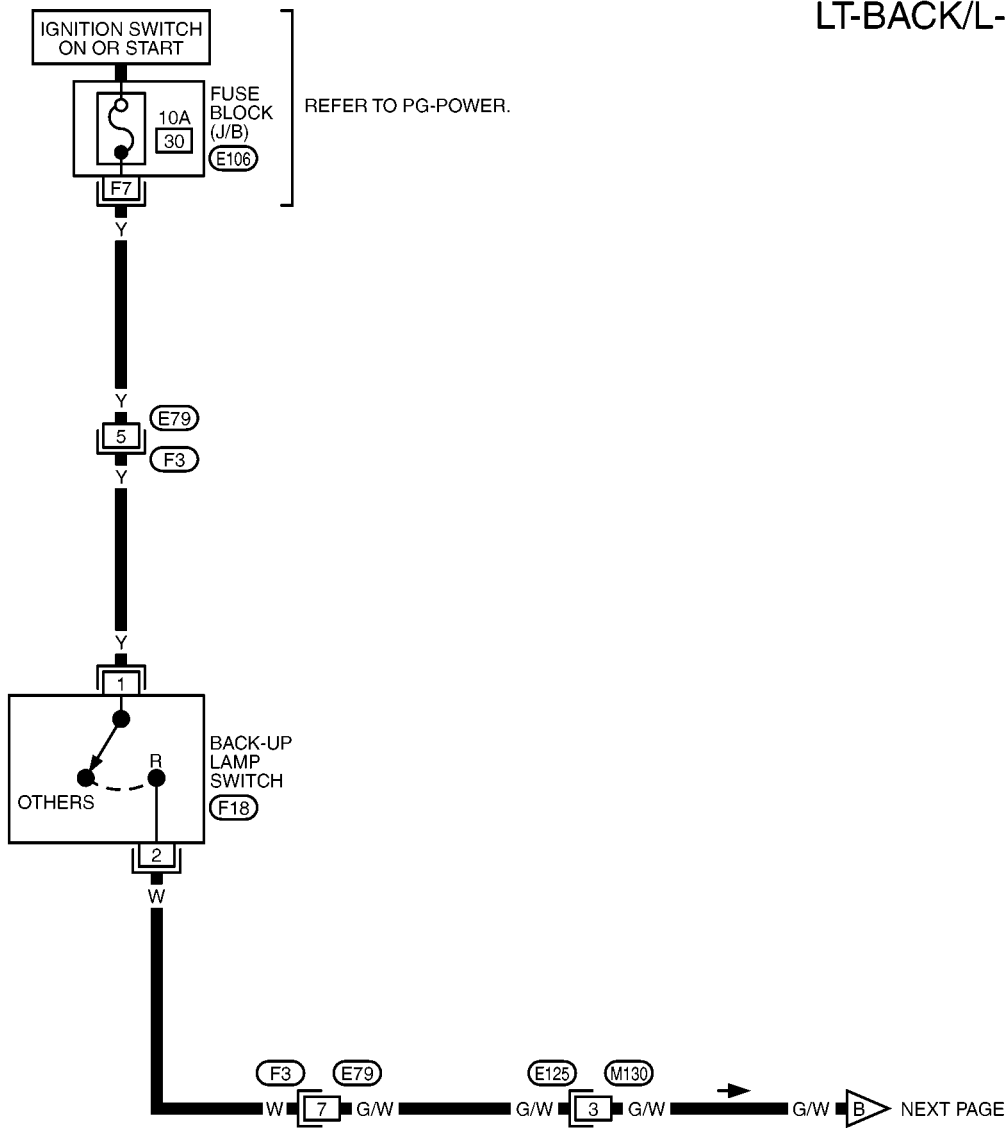 LT-BACK/L-
IGNITION SWITCH
ON OR START
FUSE
BLOCK
(J/B)
E106
10A
30
REFER TO PG-POWER.
F7
Y
Y
E79
5
F3
Y
Y
1
BACK-UP
LAMP
SWITCH
F18
R
OTHERS
2
W
F3 E79 E125 M130
W 7 G/W G/W 3 G/W G/W B NEXT PAGE